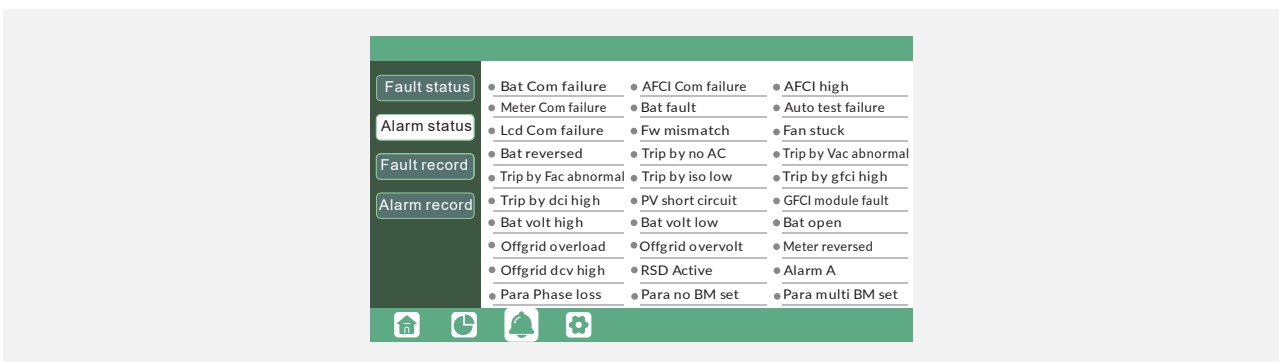 Fault status
Alarm status
Fault record
Alarm record
Bat Com failure AFCI Com failure AFCI high
Meter Com failure Bat fault Auto test failure
Lcd Com failure Fw mismatch Fan stuck
Bat reversed Trip by no AC Trip by Vac abnormal
Trip by Fac abnormal Trip by iso low Trip by gfci high
Trip by dci high PV short circuit GFCI module fault
Bat volt high Bat volt low Bat open
Offgrid overload Offgrid overvolt Meter reversed
Offgrid dcv high RSD Active Alarm A
Para Phase loss Para no BM set Para multi BM set